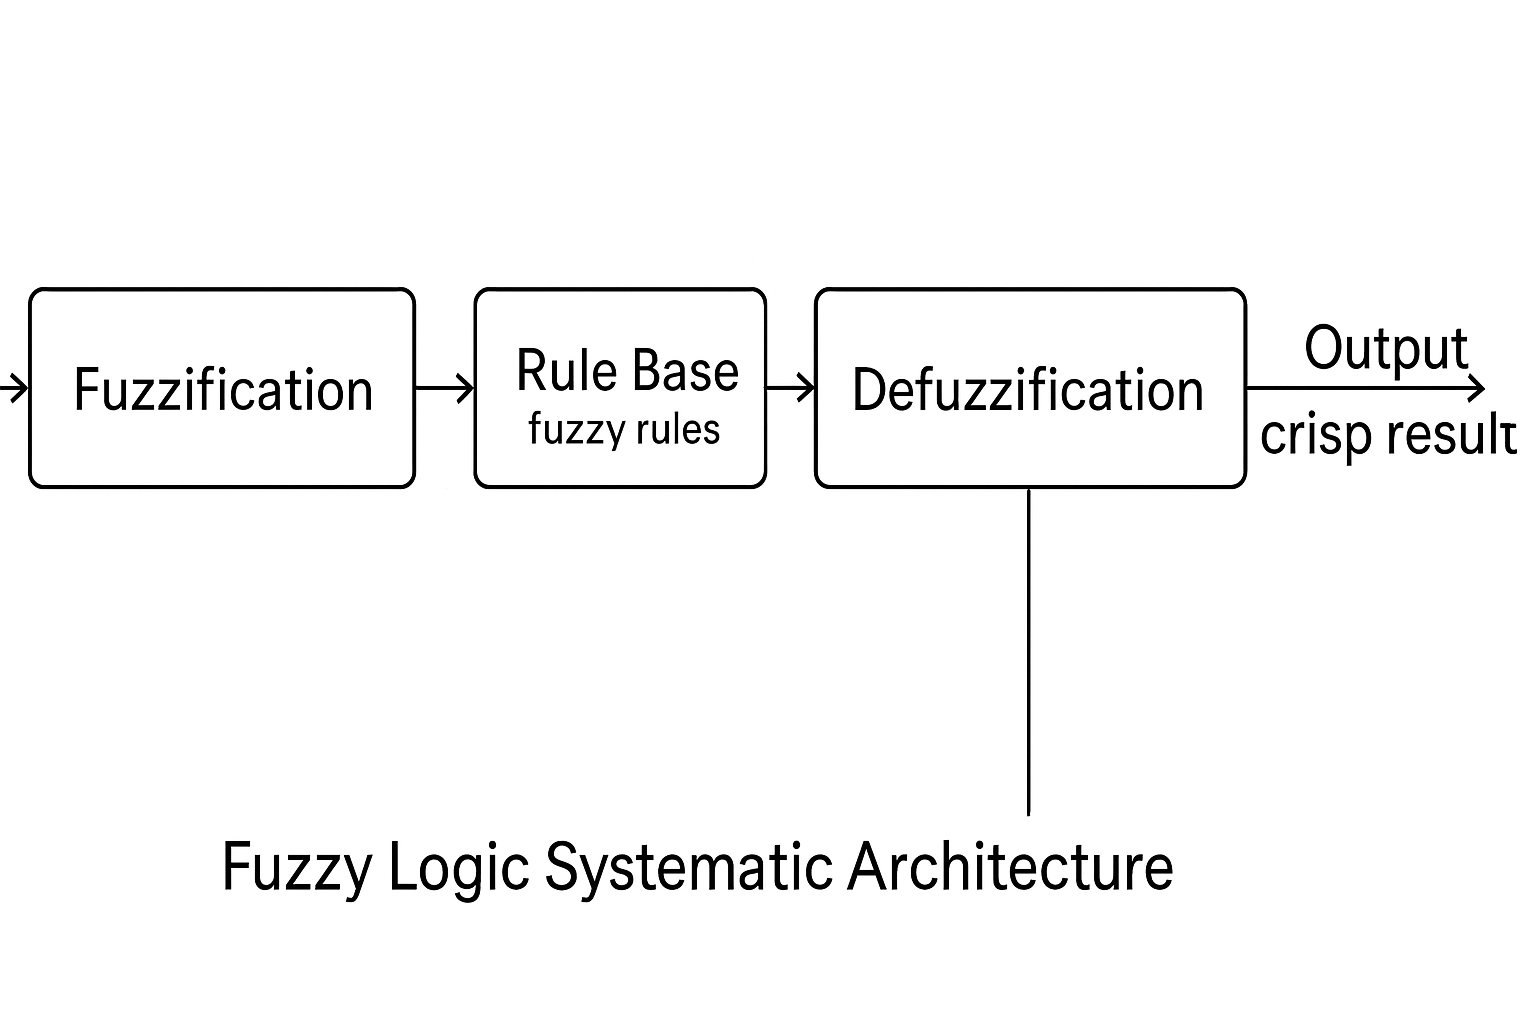 Fuzzification
Rule Base
fuzzy rules
Defuzzification
Output
crisp result
Fuzzy Logic Systematic Architecture